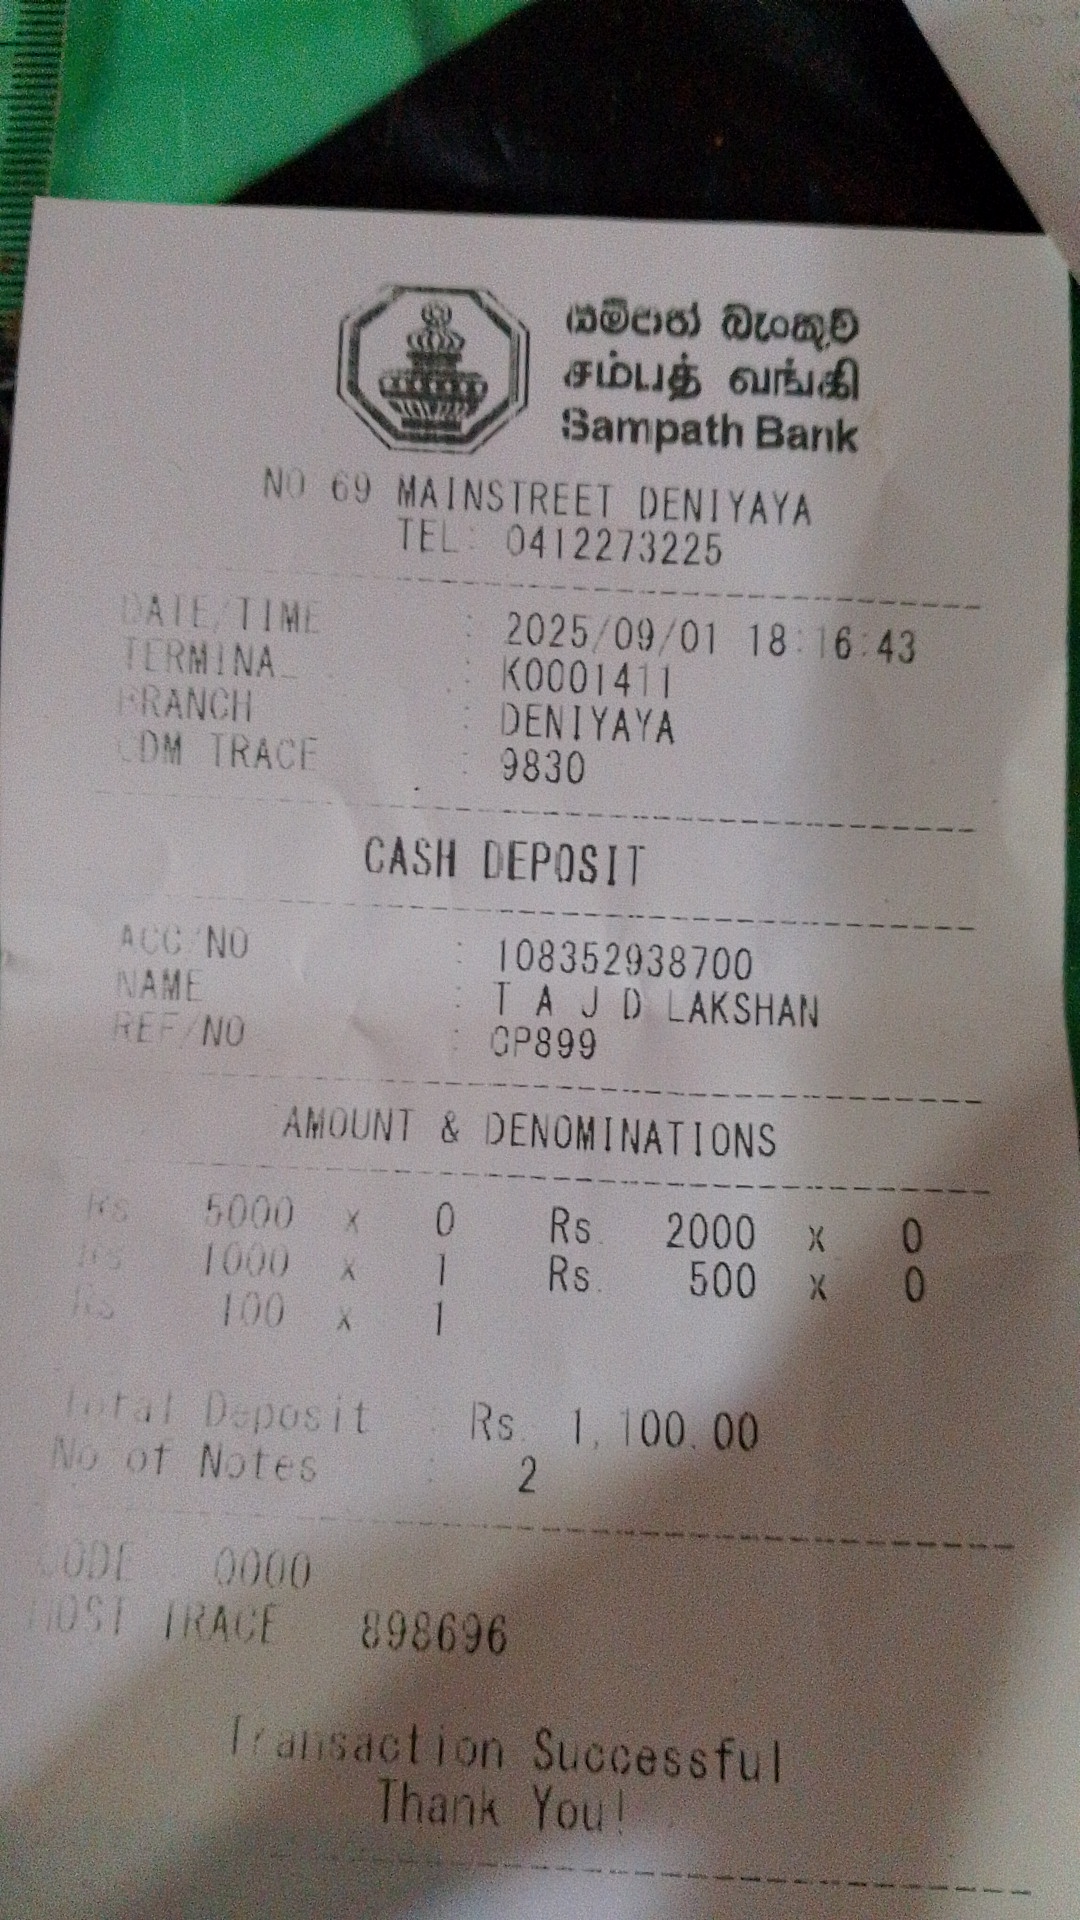 සම්පත් බැංකුව
சம்பத் வங்கி
Sampath Bank
NO 69 MAINSTREET DENIYAYA
TEL: 0412273225
DATE/TIME : 2025/09/01 18:16:43
TERMINAL : K0001411
BRANCH : DENIYAYA
CDM TRACE : 9830
CASH DEPOSIT
ACC/NO : 108352938700
NAME : T A J D LAKSHAN
REF/NO : CP899
AMOUNT & DENOMINATIONS
Rs. 5000 x 0 Rs. 2000 x 0
Rs. 1000 x 1 Rs. 500 x 0
Rs. 100 x 1
Total Deposit : Rs. 1,100.00
No of Notes : 2
CODE : 0000
HOST TRACE 898696
Transaction Successful
Thank You!